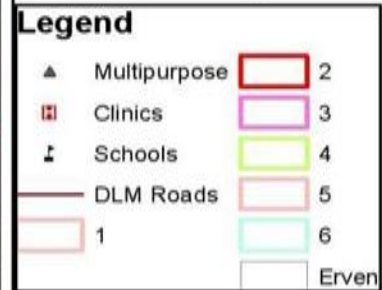 Legend
Multipurpose 2
Clinics 3
Schools 4
DLM Roads 5
1 6
Erven